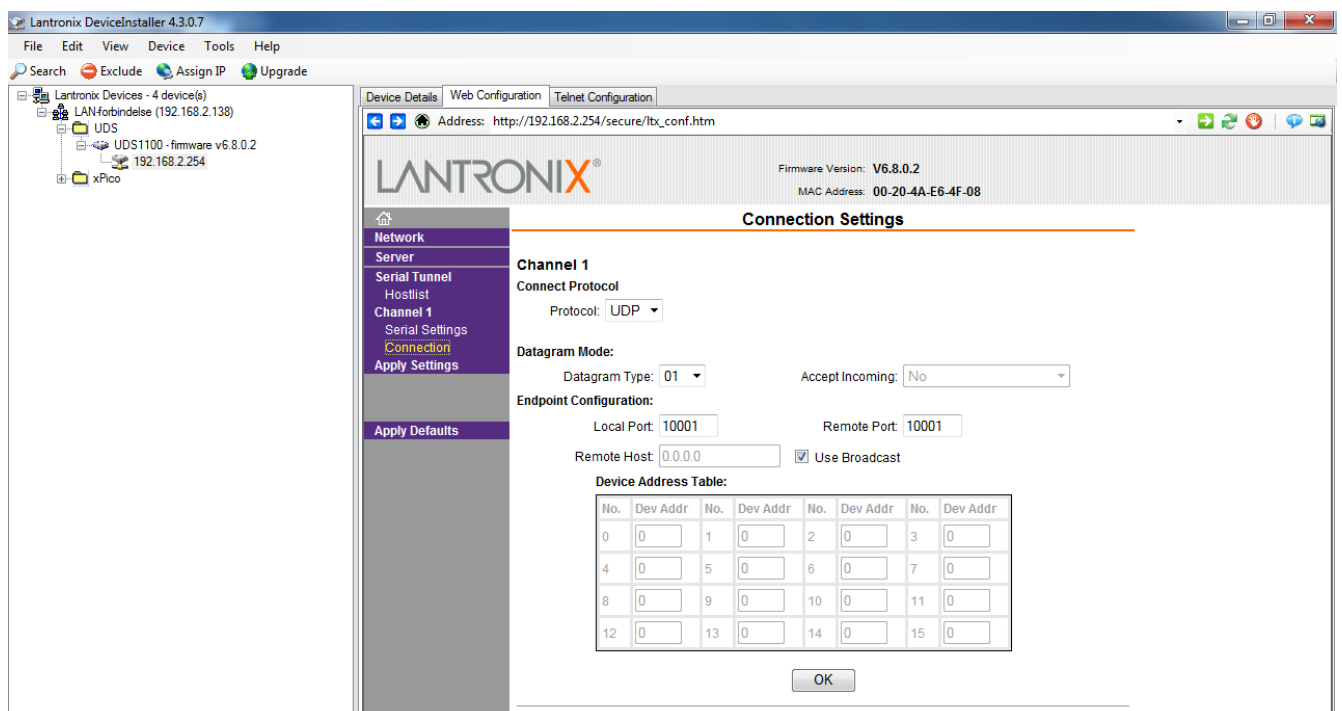 Lantronix DeviceInstaller 4.3.0.7
File Edit View Device Tools Help
Search Exclude Assign IP Upgrade
Lantronix Devices - 4 device(s)
LAN-forbindelse (192.168.2.138)
UDS
UDS1100 - firmware v6.8.0.2
192.168.2.254
xPico
Device Details Web Configuration Telnet Configuration
Address: http://192.168.2.254/secure/ltx_conf.htm
LANTRONIX®
Firmware Version: V6.8.0.2
MAC Address: 00-20-4A-E6-4F-08
Network
Server
Serial Tunnel
Hostlist
Channel 1
Serial Settings
Connection
Apply Settings
Apply Defaults
Connection Settings
Channel 1
Connect Protocol
Protocol: UDP
Datagram Mode:
Datagram Type: 01 Accept Incoming: No
Endpoint Configuration:
Local Port: 10001 Remote Port: 10001
Remote Host: 0.0.0.0 Use Broadcast
Device Address Table:
No. Dev Addr No. Dev Addr No. Dev Addr No. Dev Addr
0 0 1 0 2 0 3 0
4 0 5 0 6 0 7 0
8 0 9 0 10 0 11 0
12 0 13 0 14 0 15 0
OK